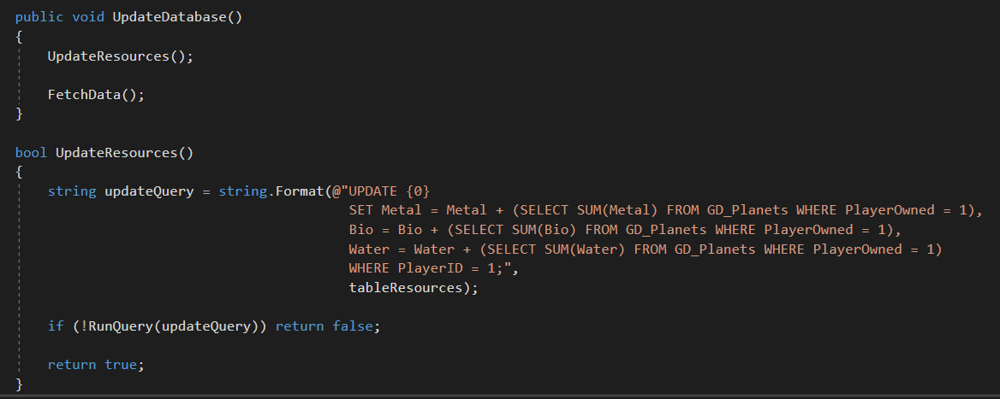 public void UpdateDatabase()
{
UpdateResources();
FetchData();
}
bool UpdateResources()
{
string updateQuery = string.Format(@"UPDATE {0}
SET Metal = Metal + (SELECT SUM(Metal) FROM GD_Planets WHERE PlayerOwned = 1),
Bio = Bio + (SELECT SUM(Bio) FROM GD_Planets WHERE PlayerOwned = 1),
Water = Water + (SELECT SUM(Water) FROM GD_Planets WHERE PlayerOwned = 1)
WHERE PlayerID = 1;",
tableResources);
if (!RunQuery(updateQuery)) return false;
return true;
}